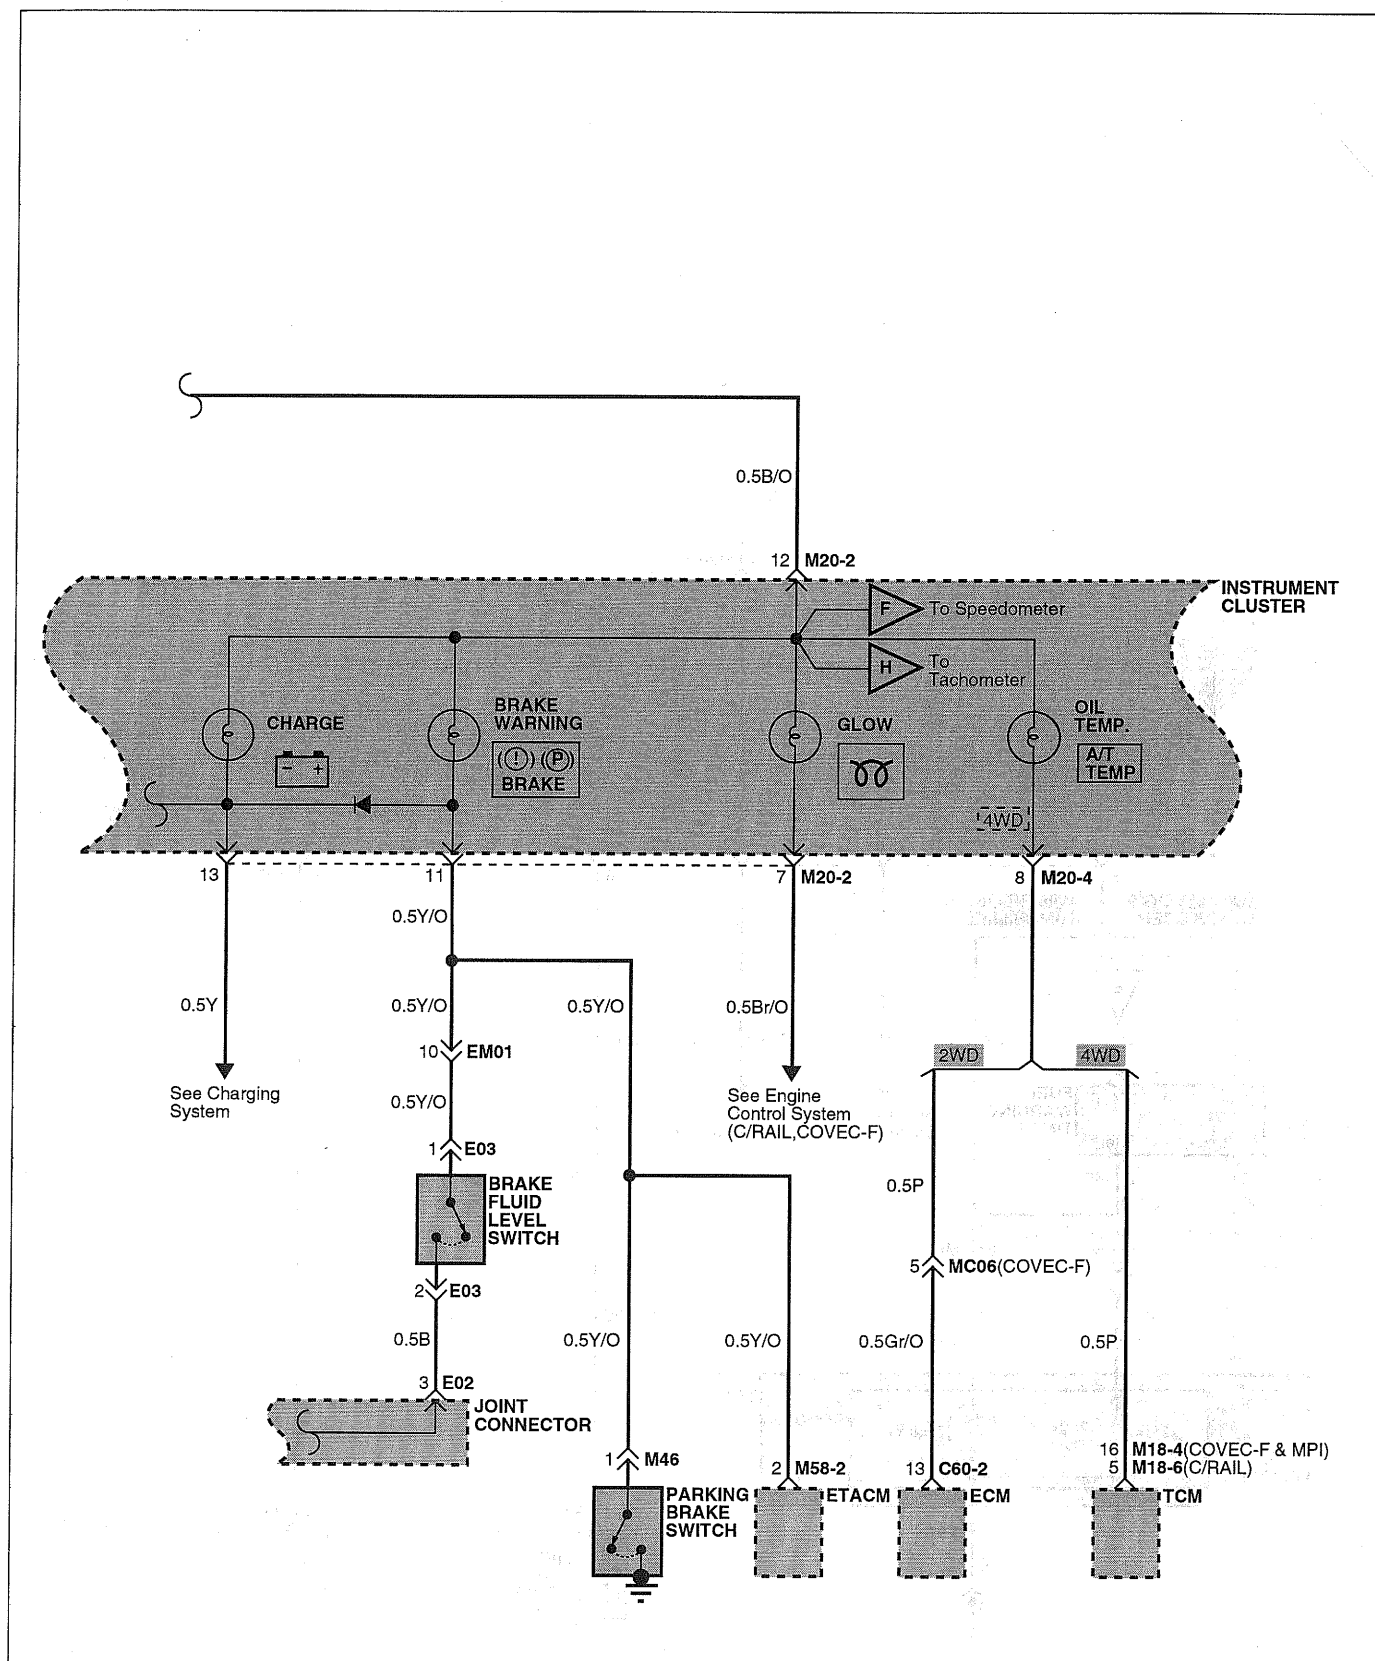 0.5B/O
12 M20-2
INSTRUMENT
CLUSTER
F To Speedometer
H To
Tachometer
CHARGE
- +
BRAKE
WARNING
(!) (P)
BRAKE
GLOW
OIL
TEMP.
A/T
TEMP
4WD
13
11
7 M20-2
8 M20-4
0.5Y/O
0.5Y
0.5Y/O
0.5Y/O
0.5Br/O
10 EM01
2WD
4WD
See Charging
System
0.5Y/O
See Engine
Control System
(C/RAIL,COVEC-F)
1 E03
BRAKE
FLUID
LEVEL
SWITCH
0.5P
5 MC06(COVEC-F)
2 E03
0.5B
0.5Y/O
0.5Y/O
0.5Gr/O
0.5P
3 E02
JOINT
CONNECTOR
1 M46
2 M58-2
13 C60-2
16 M18-4(COVEC-F & MPI)
5 M18-6(C/RAIL)
PARKING
BRAKE
SWITCH
ETACM
ECM
TCM